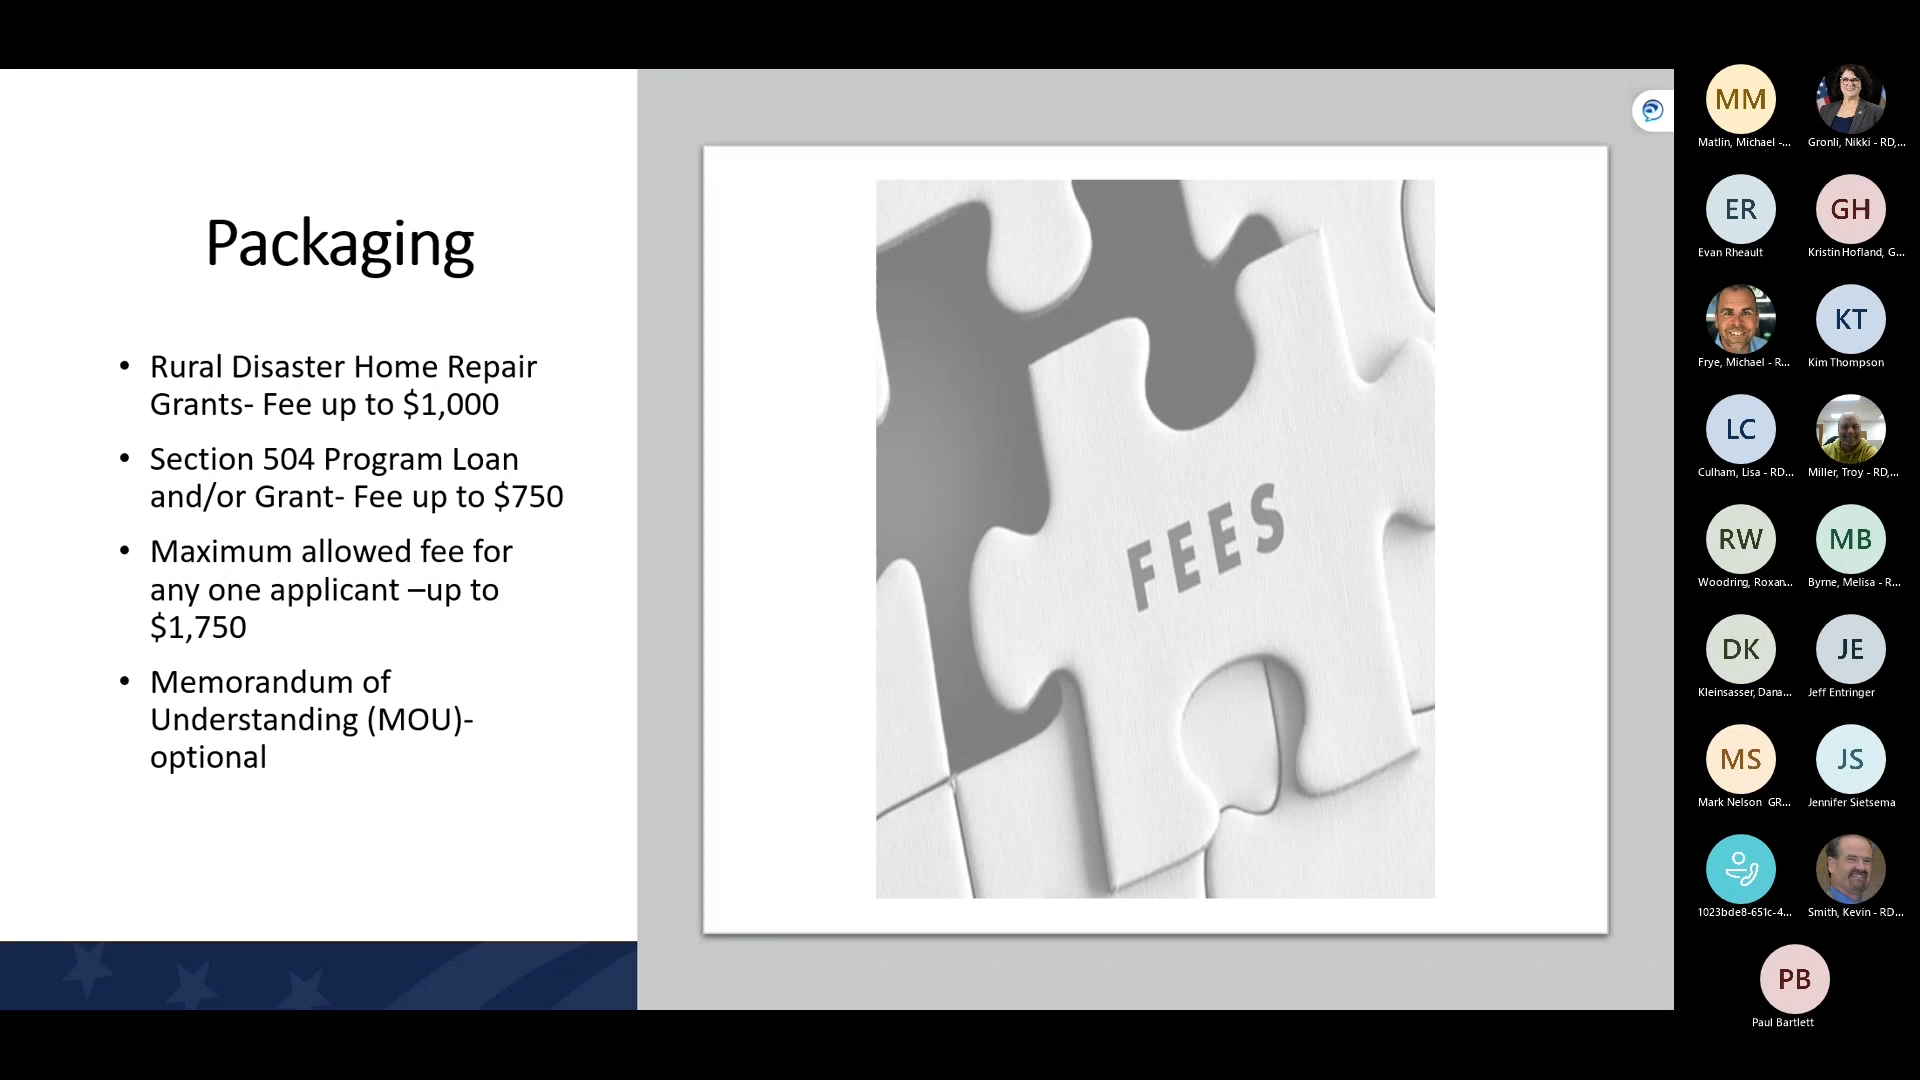 Packaging
• Rural Disaster Home Repair
Grants- Fee up to $1,000
• Section 504 Program Loan
and/or Grant- Fee up to $750
• Maximum allowed fee for
any one applicant –up to
$1,750
• Memorandum of
Understanding (MOU)-
optional
FEES
MM
Matlin, Michael -...
Gronli, Nikki - RD,...
ER
Evan Rheault
GH
Kristin Hofland, G...
Frye, Michael - R...
KT
Kim Thompson
LC
Culham, Lisa - RD...
Miller, Troy - RD,...
RW
Woodring, Roxan...
MB
Byrne, Melisa - R...
DK
Kleinsasser, Dana...
JE
Jeff Entringer
MS
Mark Nelson GR...
JS
Jennifer Sietsema
1023bde8-651c-4...
Smith, Kevin - RD...
PB
Paul Bartlett